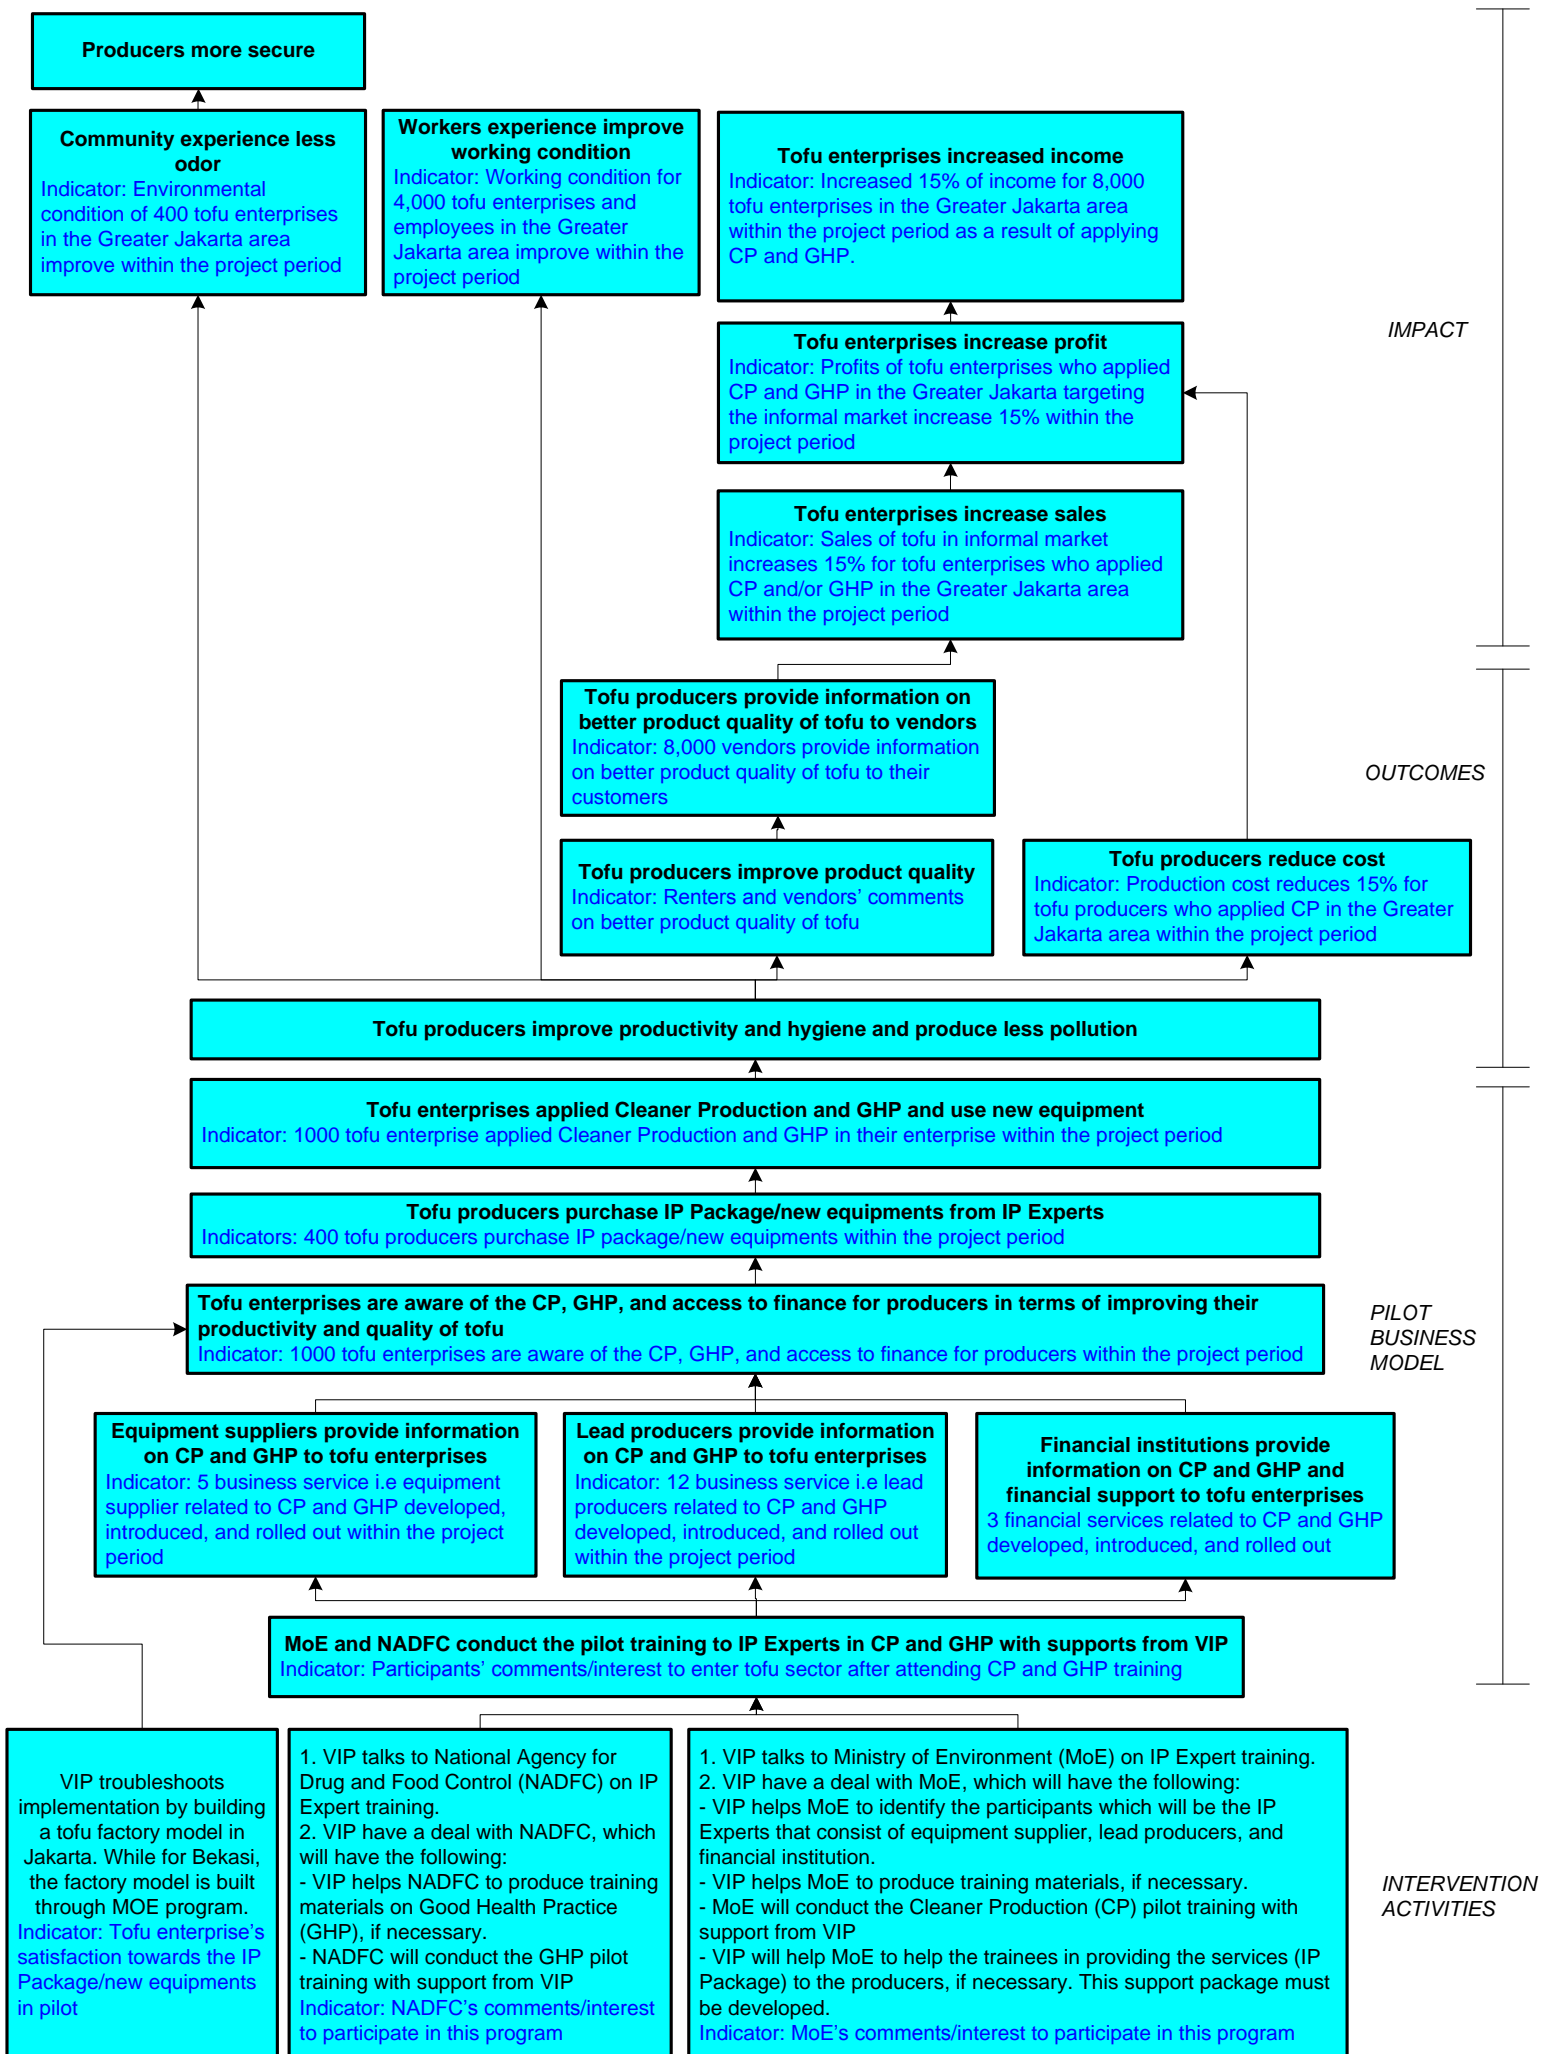 Producers more secure
Community experience less
odor
Indicator: Environmental
condition of 400 tofu enterprises
in the Greater Jakarta area
improve within the project period
Workers experience improve
working condition
Indicator: Working condition for
4,000 tofu enterprises and
employees in the Greater
Jakarta area improve within the
project period
Tofu enterprises increased income
Indicator: Increased 15% of income for 8,000
tofu enterprises in the Greater Jakarta area
within the project period as a result of applying
CP and GHP.
IMPACT
Tofu enterprises increase profit
Indicator: Profits of tofu enterprises who applied
CP and GHP in the Greater Jakarta targeting
the informal market increase 15% within the
project period
Tofu enterprises increase sales
Indicator: Sales of tofu in informal market
increases 15% for tofu enterprises who applied
CP and/or GHP in the Greater Jakarta area
within the project period
Tofu producers provide information on
better product quality of tofu to vendors
Indicator: 8,000 vendors provide information
on better product quality of tofu to their
customers
OUTCOMES
Tofu producers improve product quality
Indicator: Renters and vendors’ comments
on better product quality of tofu
Tofu producers reduce cost
Indicator: Production cost reduces 15% for
tofu producers who applied CP in the Greater
Jakarta area within the project period
Tofu producers improve productivity and hygiene and produce less pollution
Tofu enterprises applied Cleaner Production and GHP and use new equipment
Indicator: 1000 tofu enterprise applied Cleaner Production and GHP in their enterprise within the project period
Tofu producers purchase IP Package/new equipments from IP Experts
Indicators: 400 tofu producers purchase IP package/new equipments within the project period
Tofu enterprises are aware of the CP, GHP, and access to finance for producers in terms of improving their
productivity and quality of tofu
Indicator: 1000 tofu enterprises are aware of the CP, GHP, and access to finance for producers within the project period
PILOT
BUSINESS
MODEL
Equipment suppliers provide information
on CP and GHP to tofu enterprises
Indicator: 5 business service i.e equipment
supplier related to CP and GHP developed,
introduced, and rolled out within the project
period
Lead producers provide information
on CP and GHP to tofu enterprises
Indicator: 12 business service i.e lead
producers related to CP and GHP
developed, introduced, and rolled out
within the project period
Financial institutions provide
information on CP and GHP and
financial support to tofu enterprises
3 financial services related to CP and GHP
developed, introduced, and rolled out
MoE and NADFC conduct the pilot training to IP Experts in CP and GHP with supports from VIP
Indicator: Participants’ comments/interest to enter tofu sector after attending CP and GHP training
VIP troubleshoots
implementation by building
a tofu factory model in
Jakarta. While for Bekasi,
the factory model is built
through MOE program.
Indicator: Tofu enterprise’s
satisfaction towards the IP
Package/new equipments
in pilot
1. VIP talks to National Agency for
Drug and Food Control (NADFC) on IP
Expert training.
2. VIP have a deal with NADFC, which
will have the following:
- VIP helps NADFC to produce training
materials on Good Health Practice
(GHP), if necessary.
- NADFC will conduct the GHP pilot
training with support from VIP
Indicator: NADFC’s comments/interest
to participate in this program
1. VIP talks to Ministry of Environment (MoE) on IP Expert training.
2. VIP have a deal with MoE, which will have the following:
- VIP helps MoE to identify the participants which will be the IP
Experts that consist of equipment supplier, lead producers, and
financial institution.
- VIP helps MoE to produce training materials, if necessary.
- MoE will conduct the Cleaner Production (CP) pilot training with
support from VIP
- VIP will help MoE to help the trainees in providing the services (IP
Package) to the producers, if necessary. This support package must
be developed.
Indicator: MoE’s comments/interest to participate in this program
INTERVENTION
ACTIVITIES